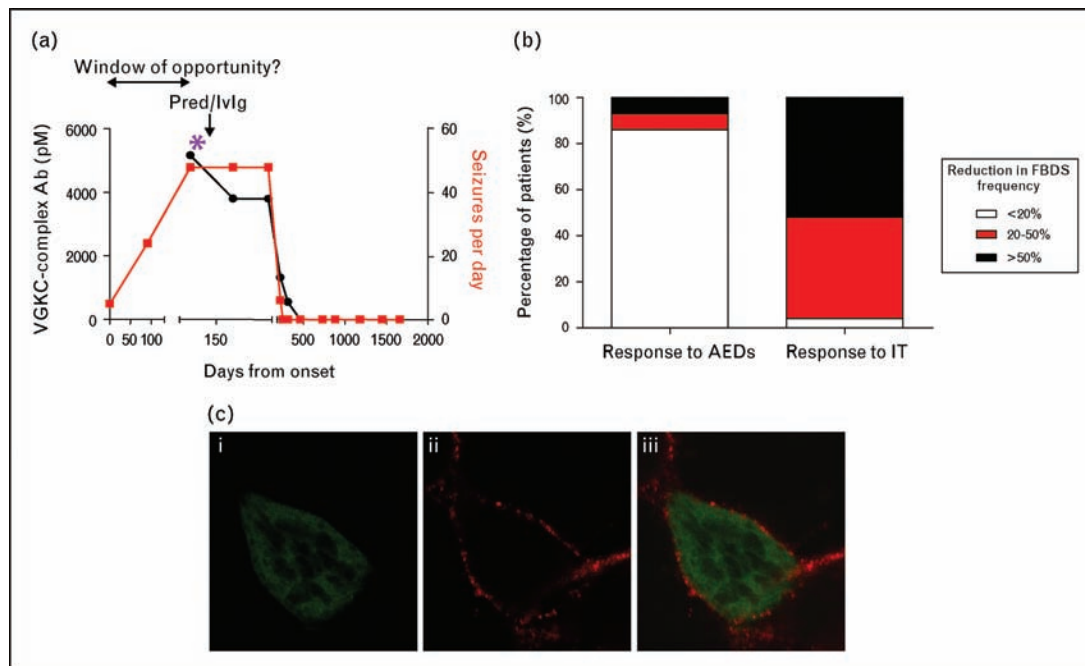 (a)
Window of opportunity?
Pred/IvIg
*
6000
4000
2000
0
VGKC-complex Ab (pM)
60
40
20
0
Seizures per day
0 50 100 150 500 1000 1500 2000
Days from onset
(b)
100
80
60
40
20
0
Percentage of patients (%)
Response to AEDs Response to IT
Reduction in FBDS
frequency
<20%
20-50%
>50%
(c)
i ii iii